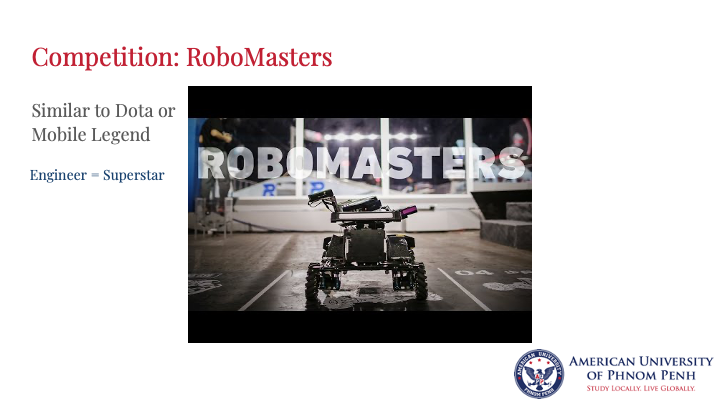 Competition: RoboMasters
Similar to Dota or
Mobile Legend
Engineer = Superstar
ROBOMASTERS
04
AMERICAN UNIVERSITY
OF PHNOM PENH
STUDY LOCALLY. LIVE GLOBALLY.